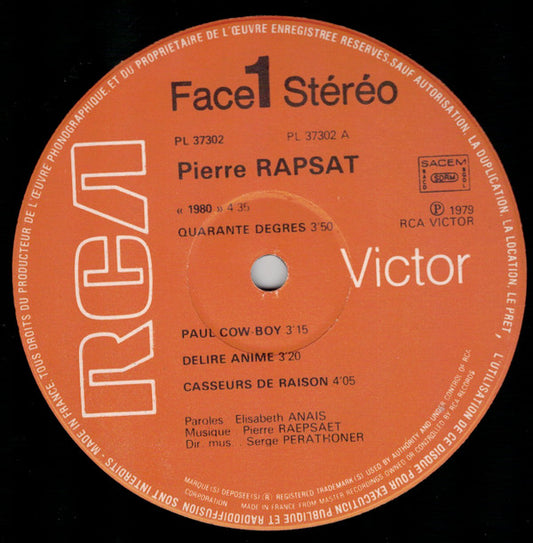 MADE IN FRANCE. TOUS DROITS DU PRODUCTEUR DE L'ŒUVRE PHONOGRAPHIQUE ET DU PROPRIETAIRE DE L'ŒUVRE ENREGISTREE RESERVES. SAUF AUTORISATION, LA DUPLICATION, LA LOCATION, LE PRET, L'UTILISATION DE CE DISQUE POUR EXECUTION PUBLIQUE ET RADIODIFFUSION SONT INTERDITS -
Face 1 Stéréo
PL 37302 PL 37302 A
Pierre RAPSAT
SACEM
SDRM
« 1980 » 4'35
℗ 1979
QUARANTE DEGRES 3'50
RCA VICTOR
RCA
Victor
PAUL COW-BOY 3'15
DELIRE ANIME 3'20
CASSEURS DE RAISON 4'05
Paroles Elisabeth ANAIS
Musique Pierre RAEPSAET
Dir. mus. . Serge PERATHONER
MARQUE(S) DEPOSEE(S) ® REGISTERED TRADEMARK(S) USED BY AUTHORITY AND UNDER CONTROL OF RCA
CORPORATION MADE IN FRANCE FROM MASTER RECORDINGS OWNED OR CONTROLLED BY RCA RECORDS